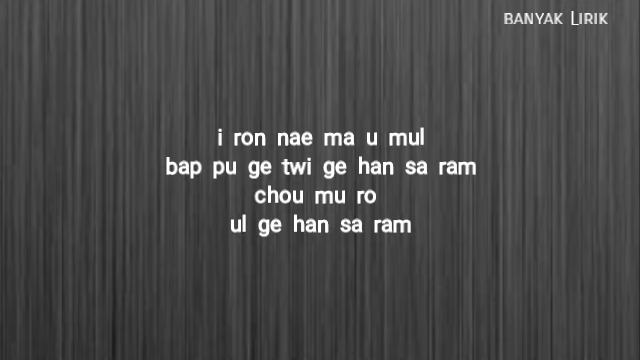 BANYAK LIRIK
i ron nae ma u mul
bap pu ge twi ge han sa ram
chou mu ro
ul ge han sa ram